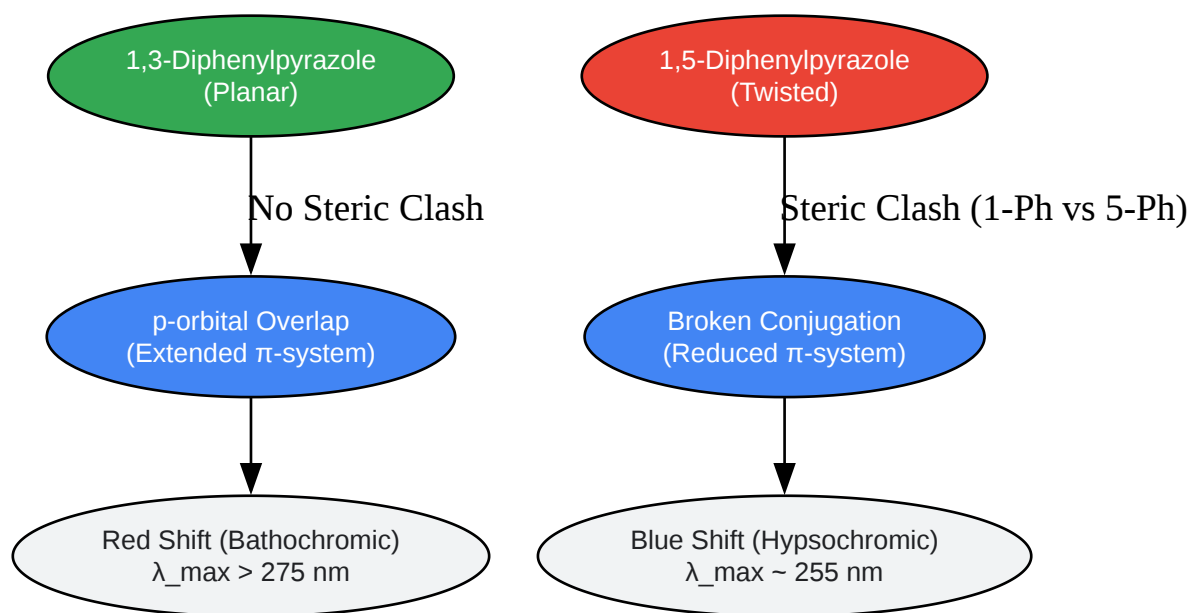 1,3-Diphenylpyrazole
(Planar)
1,5-Diphenylpyrazole
(Twisted)
No Steric Clash
Steric Clash (1-Ph vs 5-Ph)
p-orbital Overlap
(Extended π-system)
Broken Conjugation
(Reduced π-system)
Red Shift (Bathochromic)
λ_max > 275 nm
Blue Shift (Hypsochromic)
λ_max ~ 255 nm